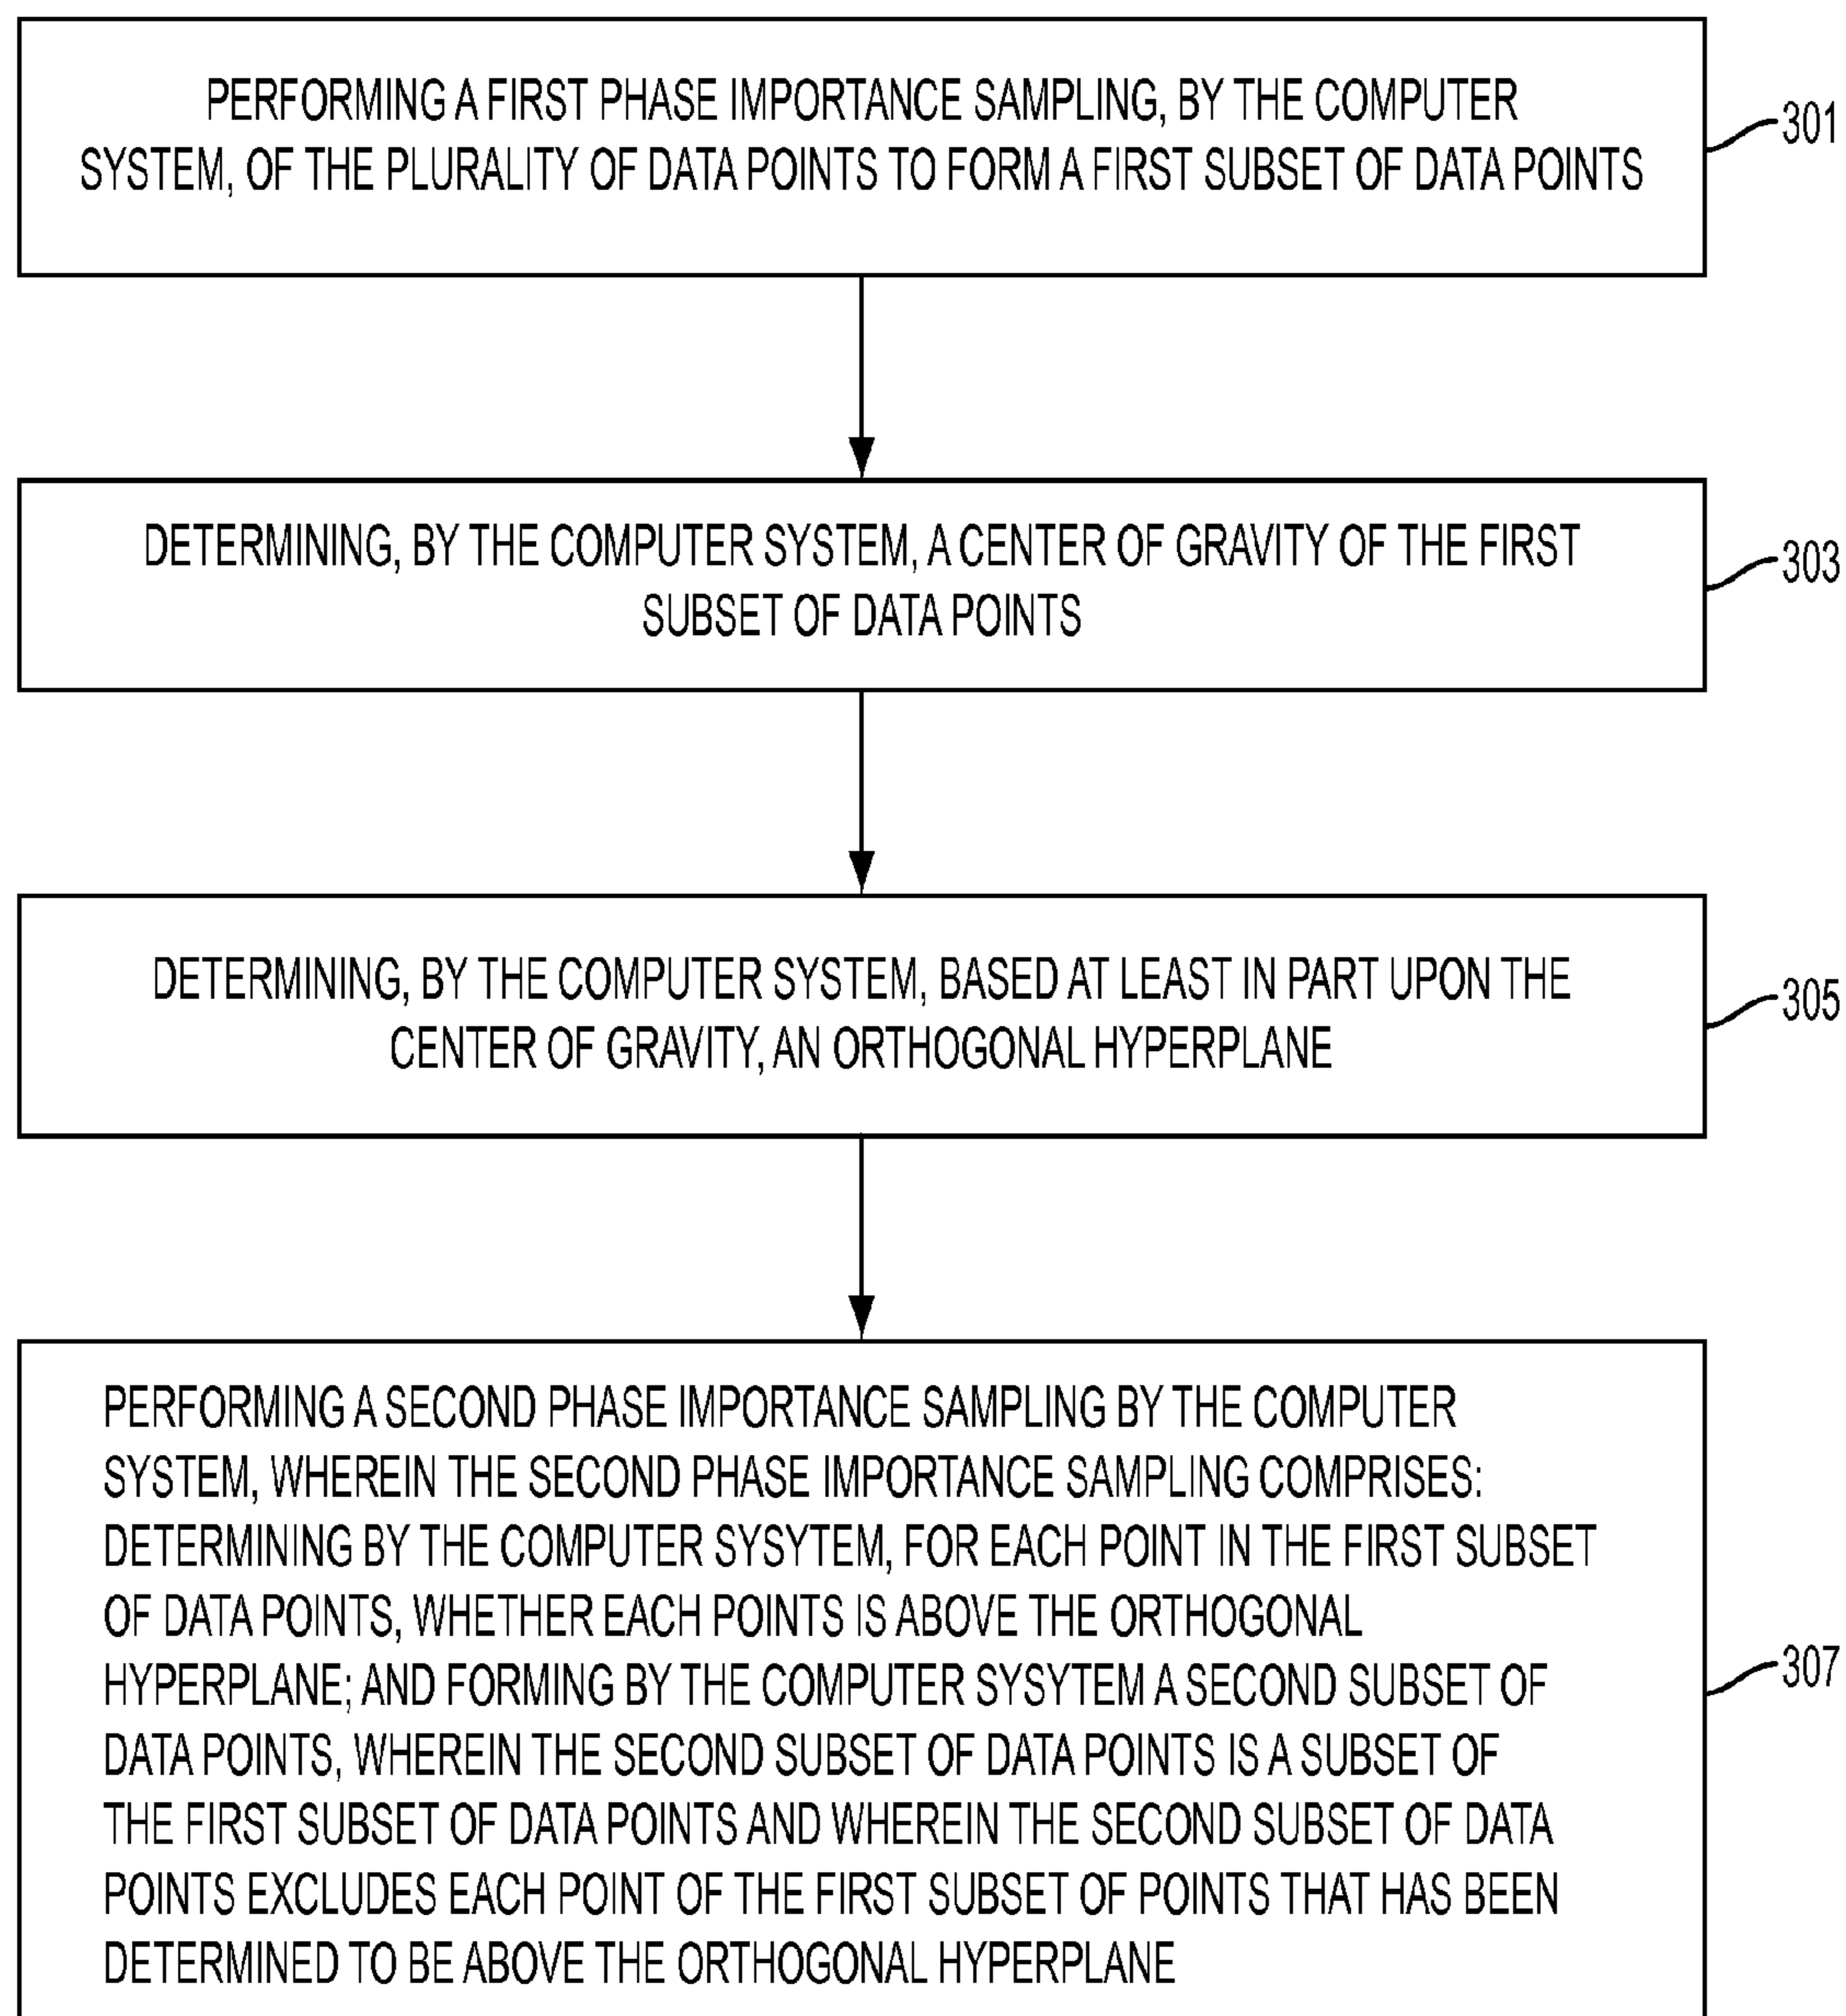 PERFORMING A FIRST PHASE IMPORTANCE SAMPLING, BY THE COMPUTER
SYSTEM, OF THE PLURALITY OF DATA POINTS TO FORM A FIRST SUBSET OF DATA POINTS
301
DETERMINING, BY THE COMPUTER SYSTEM, A CENTER OF GRAVITY OF THE FIRST
SUBSET OF DATA POINTS
303
DETERMINING, BY THE COMPUTER SYSTEM, BASED AT LEAST IN PART UPON THE
CENTER OF GRAVITY, AN ORTHOGONAL HYPERPLANE
305
PERFORMING A SECOND PHASE IMPORTANCE SAMPLING BY THE COMPUTER
SYSTEM, WHEREIN THE SECOND PHASE IMPORTANCE SAMPLING COMPRISES:
DETERMINING BY THE COMPUTER SYSYTEM, FOR EACH POINT IN THE FIRST SUBSET
OF DATA POINTS, WHETHER EACH POINTS IS ABOVE THE ORTHOGONAL
HYPERPLANE; AND FORMING BY THE COMPUTER SYSYTEM A SECOND SUBSET OF
DATA POINTS, WHEREIN THE SECOND SUBSET OF DATA POINTS IS A SUBSET OF
THE FIRST SUBSET OF DATA POINTS AND WHEREIN THE SECOND SUBSET OF DATA
POINTS EXCLUDES EACH POINT OF THE FIRST SUBSET OF POINTS THAT HAS BEEN
DETERMINED TO BE ABOVE THE ORTHOGONAL HYPERPLANE
307